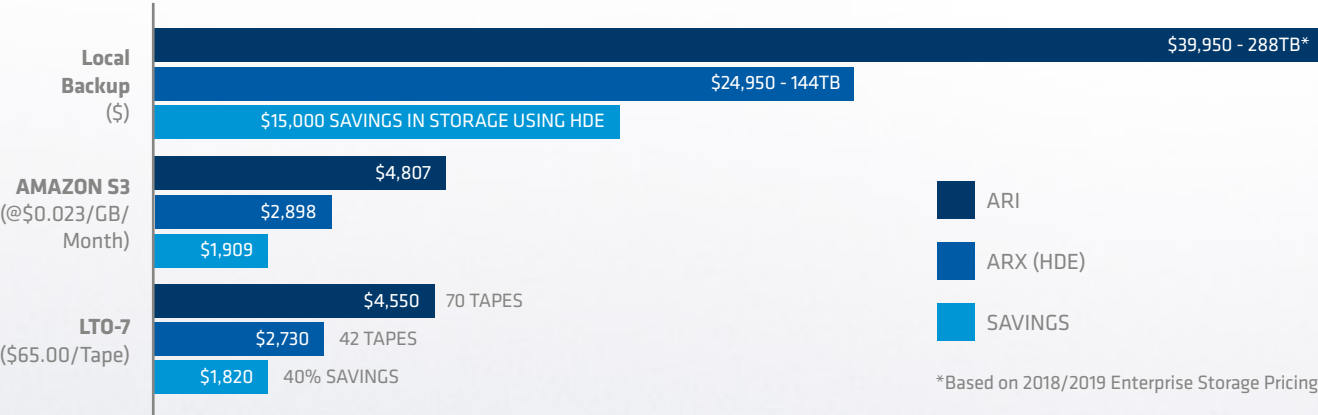 Local
Backup
($)
$39,950 - 288TB*
$24,950 - 144TB
$15,000 SAVINGS IN STORAGE USING HDE
AMAZON S3
(@$0.023/GB/
Month)
$4,807
$2,898
$1,909
LTO-7
($65.00/Tape)
$4,550 70 TAPES
$2,730 42 TAPES
$1,820 40% SAVINGS
ARI
ARX (HDE)
SAVINGS
*Based on 2018/2019 Enterprise Storage Pricing